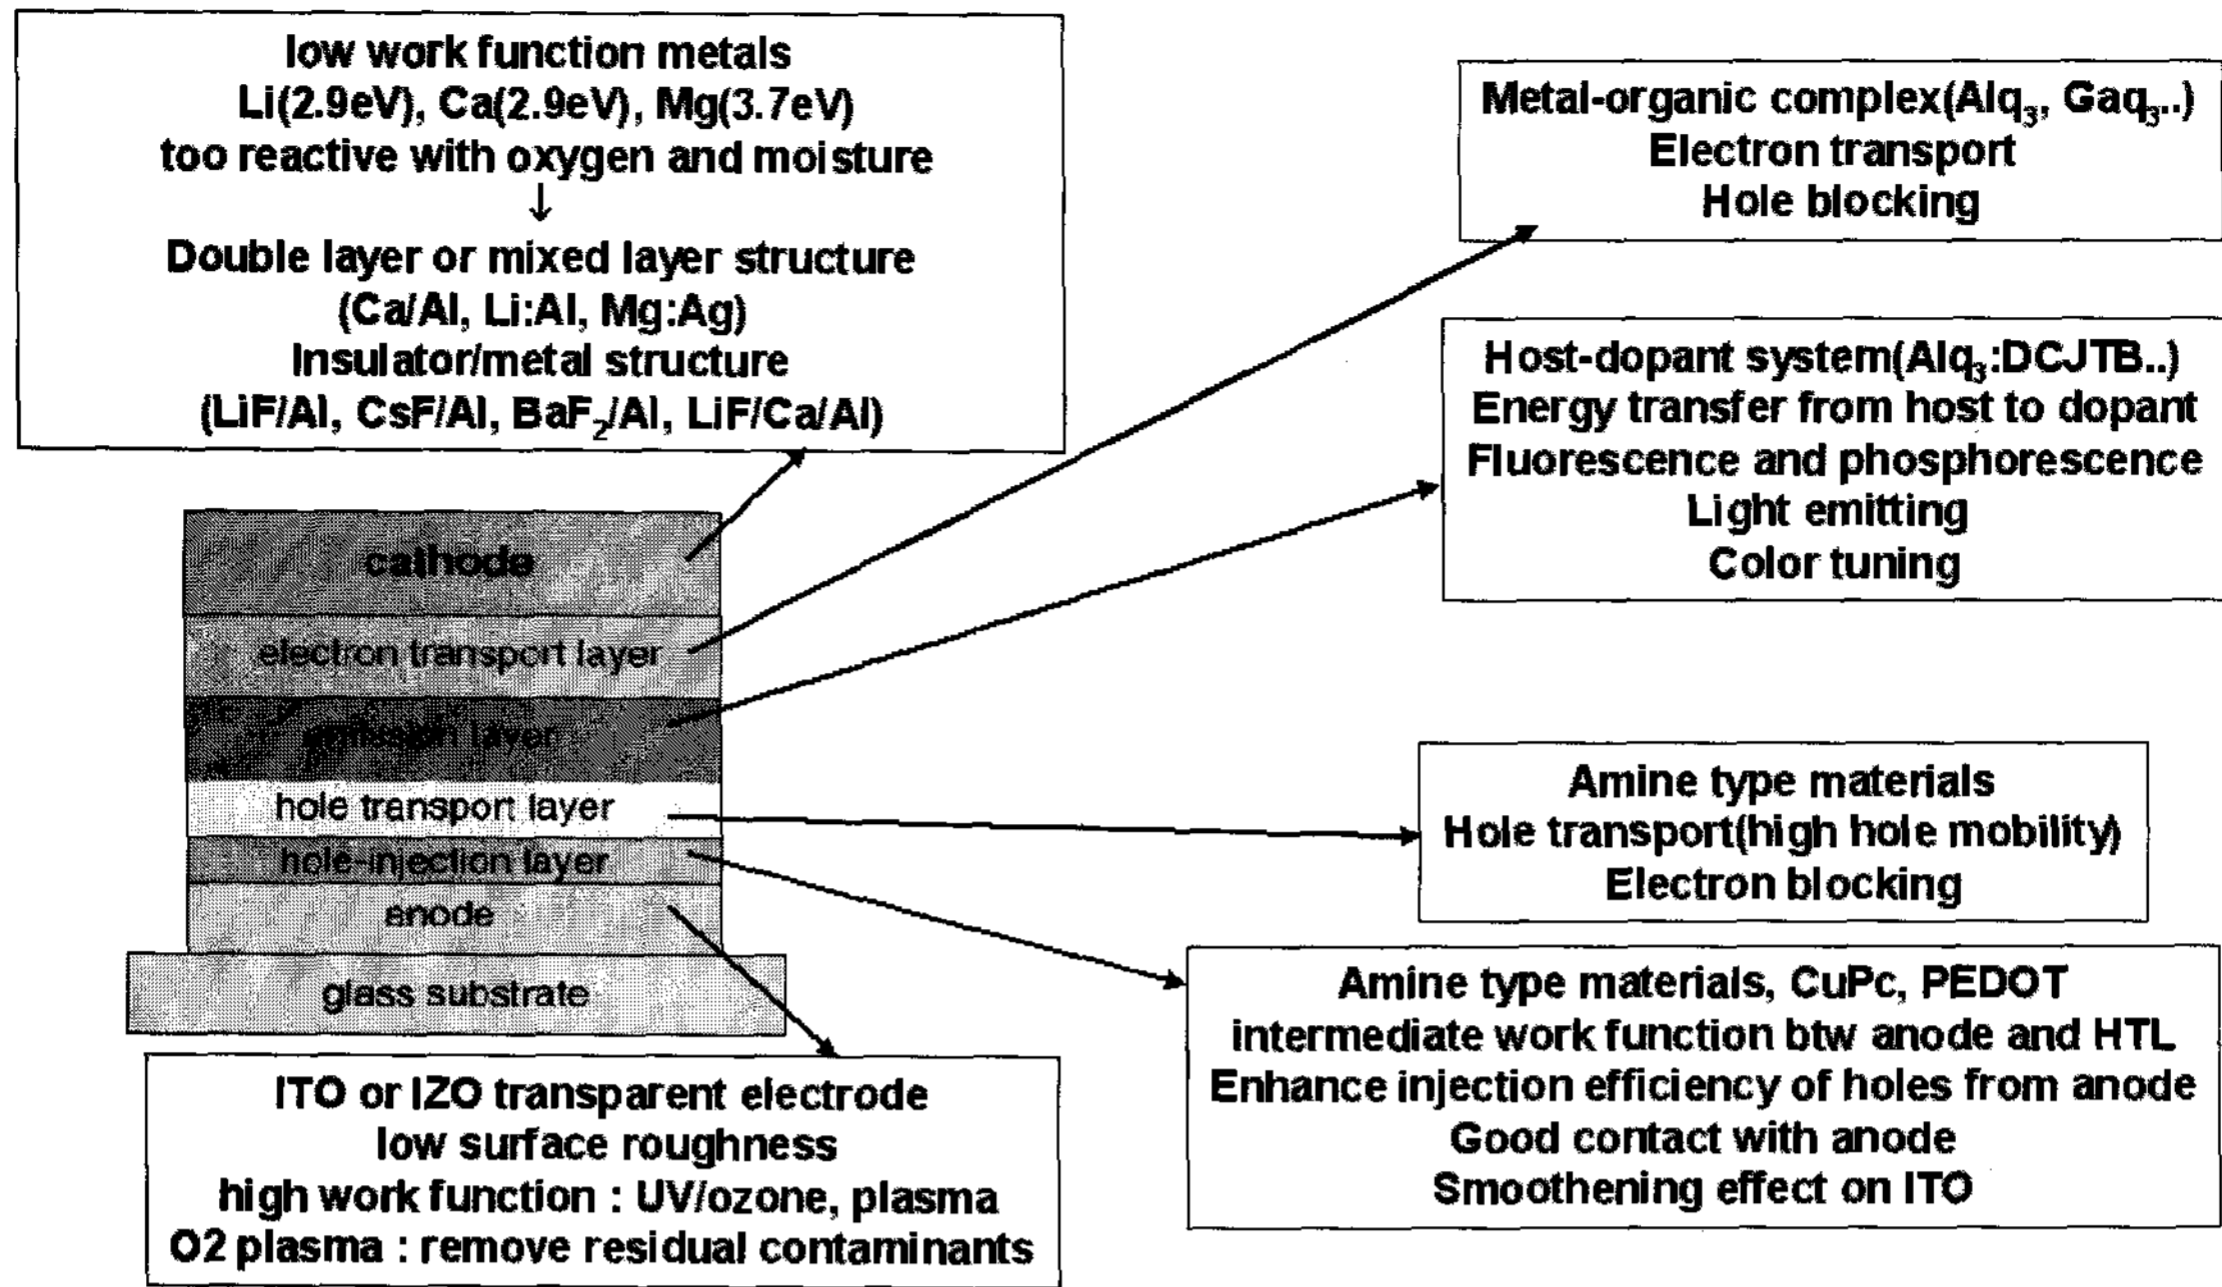 low work function metals
Li(2.9eV), Ca(2.9eV), Mg(3.7eV)
too reactive with oxygen and moisture
↓
Double layer or mixed layer structure
(Ca/Al, Li:Al, Mg:Ag)
Insulator/metal structure
(LiF/Al, CsF/Al, BaF₂/Al, LiF/Ca/Al)
Metal-organic complex(Alq₃, Gaq₃..)
Electron transport
Hole blocking
Host-dopant system(Alq₃:DCJTB..)
Energy transfer from host to dopant
Fluorescence and phosphorescence
Light emitting
Color tuning
cathode
electron transport layer
emission layer
hole transport layer
hole-injection layer
anode
glass substrate
Amine type materials
Hole transport(high hole mobility)
Electron blocking
Amine type materials, CuPc, PEDOT
intermediate work function btw anode and HTL
Enhance injection efficiency of holes from anode
Good contact with anode
Smoothening effect on ITO
ITO or IZO transparent electrode
low surface roughness
high work function : UV/ozone, plasma
O2 plasma : remove residual contaminants